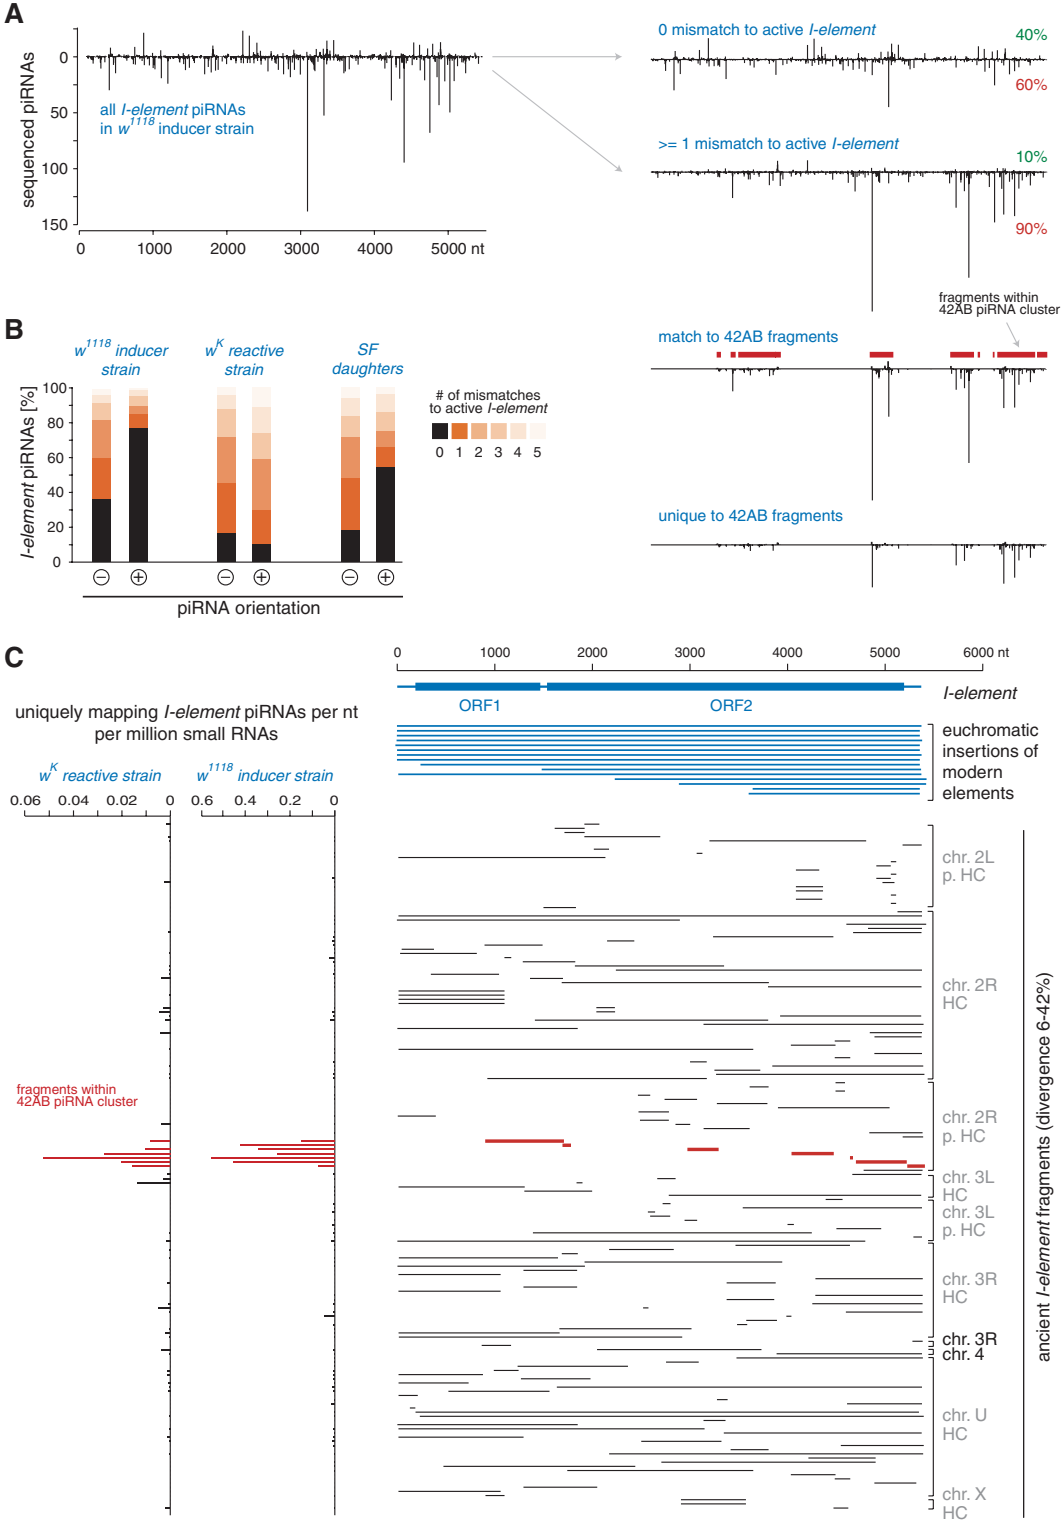 A
0
50
100
150
sequenced piRNAs
all I-element piRNAs
in w1118 inducer strain
0 1000 2000 3000 4000 5000 nt
0 mismatch to active I-element
40%
60%
>= 1 mismatch to active I-element
10%
90%
fragments within
42AB piRNA cluster
match to 42AB fragments
unique to 42AB fragments
B
w1118 inducer
strain
wK reactive
strain
SF
daughters
100
80
60
40
20
0
I-element piRNAs [%]
# of mismatches
to active I-element
0 1 2 3 4 5
− + − + − +
piRNA orientation
C
0 1000 2000 3000 4000 5000 6000 nt
I-element
ORF1 ORF2
uniquely mapping I-element piRNAs per nt
per million small RNAs
wK reactive strain
w1118 inducer strain
0.06 0.04 0.02 0
0.6 0.4 0.2 0
euchromatic
insertions of
modern
elements
chr. 2L
p. HC
chr. 2R
HC
fragments within
42AB piRNA cluster
chr. 2R
p. HC
chr. 3L
HC
chr. 3L
p. HC
chr. 3R
HC
chr. 3R
chr. 4
chr. U
HC
chr. X
HC
ancient I-element fragments (divergence 6-42%)